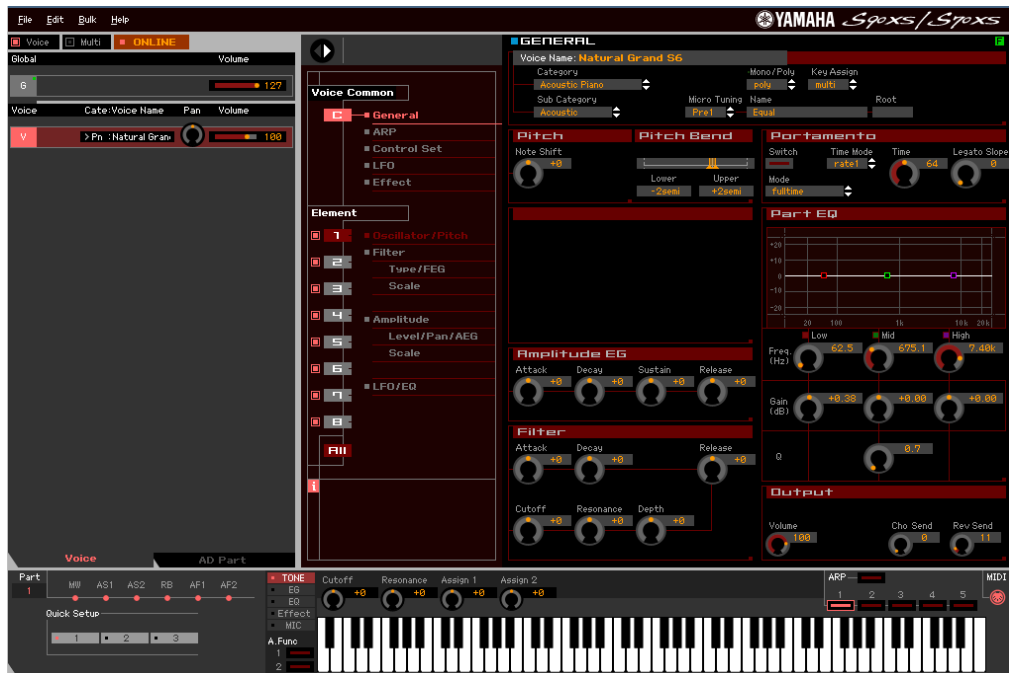 File Edit Bulk Help
YAMAHA S90XS/S70XS
Voice Multi ONLINE
Global Volume
G 127
Voice Cate:Voice Name Pan Volume
V >Pn :Natural Gran 100
Voice AD Part
Voice Common
C General
ARP
Control Set
LFO
Effect
Element
1 Oscillator/Pitch
2 Filter
Type/FEG
3 Scale
4 Amplitude
5 Level/Pan/AEG
Scale
6
7 LFO/EQ
8
All
i
GENERAL F
Voice Name: Natural Grand S6
Category Mono/Poly Key Assign
Acoustic Piano poly multi
Sub Category Micro Tuning Name Root
Acoustic Pre1 Equal
Pitch Pitch Bend
Note Shift
+0
Lower Upper
-2semi +2semi
Portamento
Switch Time Mode Time Legato Slope
rate1 64 0
Mode
fulltime
Part EQ
+20
+10
0
-10
-20
20 100 1k 10k 20k
Low Mid High
Freq. (Hz) 62.5 675.1 7.40k
Gain (dB) +0.38 +0.00 +0.00
Q 0.7
Amplitude EG
Attack Decay Sustain Release
+0 +0 +0 +0
Filter
Attack Decay Release
+0 +0 +0
Cutoff Resonance Depth
+0 +0 +0
Output
Volume Cho Send Rev Send
100 0 11
Part
1
MW AS1 AS2 RB AF1 AF2
Quick Setup
1 2 3
TONE
EG
EQ
Effect
MIC
A.Func
1
2
Cutoff Resonance Assign 1 Assign 2
+0 +0 +0 +0
ARP
1 2 3 4 5
MIDI